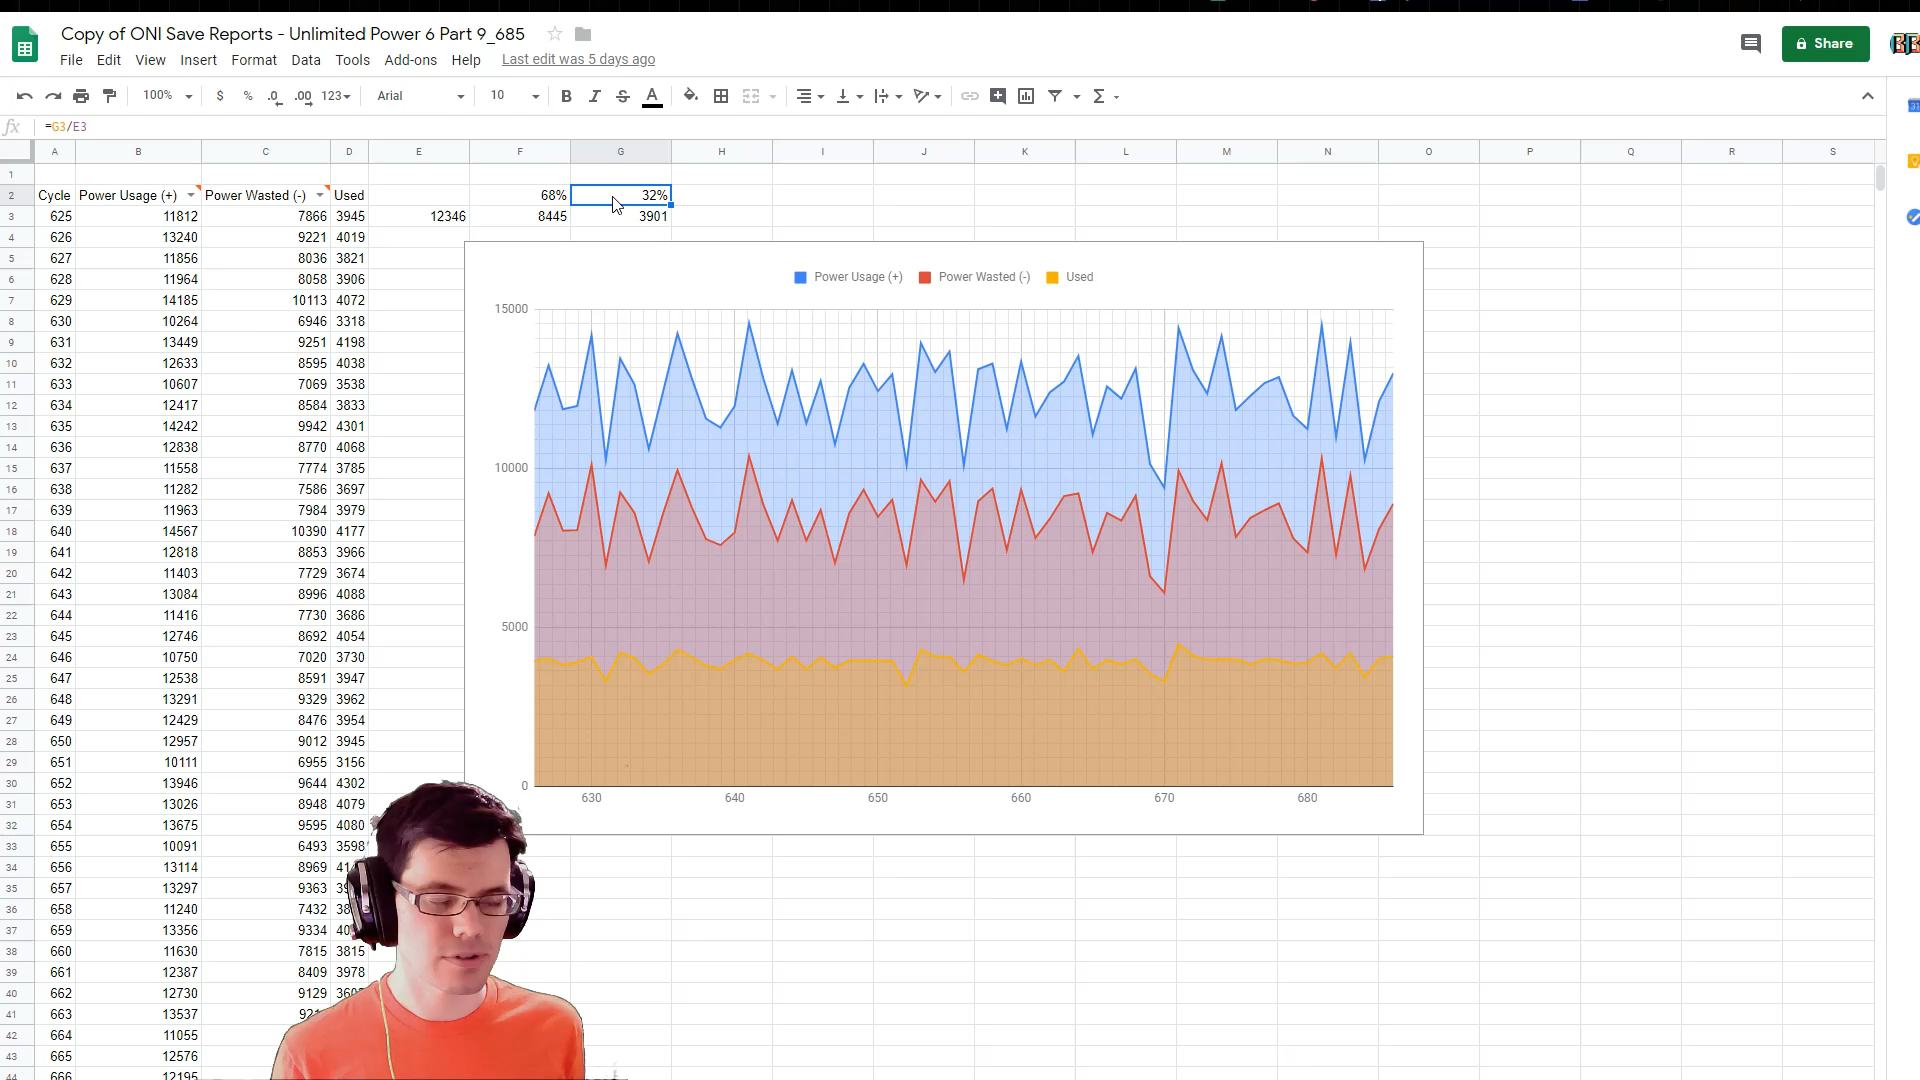 Copy of ONI Save Reports - Unlimited Power 6 Part 9_685
File Edit View Insert Format Data Tools Add-ons Help Last edit was 5 days ago
Share
100% $ % .0 .00 123 Arial 10 B I S A Σ
fx =G3/E3
A B C D E F G H I J K L M N O P Q R S
1
2 Cycle Power Usage (+) Power Wasted (-) Used 68% 32%
3 625 11812 7866 3945 12346 8445 3901
4 626 13240 9221 4019
5 627 11856 8036 3821
6 628 11964 8058 3906
7 629 14185 10113 4072
8 630 10264 6946 3318
9 631 13449 9251 4198
10 632 12633 8595 4038
11 633 10607 7069 3538
12 634 12417 8584 3833
13 635 14242 9942 4301
14 636 12838 8770 4068
15 637 11558 7774 3785
16 638 11282 7586 3697
17 639 11963 7984 3979
18 640 14567 10390 4177
19 641 12818 8853 3966
20 642 11403 7729 3674
21 643 13084 8996 4088
22 644 11416 7730 3686
23 645 12746 8692 4054
24 646 10750 7020 3730
25 647 12538 8591 3947
26 648 13291 9329 3962
27 649 12429 8476 3954
28 650 12957 9012 3945
29 651 10111 6955 3156
30 652 13946 9644 4302
31 653 13026 8948 4079
32 654 13675 9595 4080
33 655 10091 6493 3598
34 656 13114 8969
35 657 13297 9363
36 658 11240 7432
37 659 13356 9334
38 660 11630 7815 3815
39 661 12387 8409 3978
40 662 12730 9129
41 663 13537
42 664 11055
43 665 12576
44 666 12195
Power Usage (+) Power Wasted (-) Used
15000
10000
5000
0
630 640 650 660 670 680